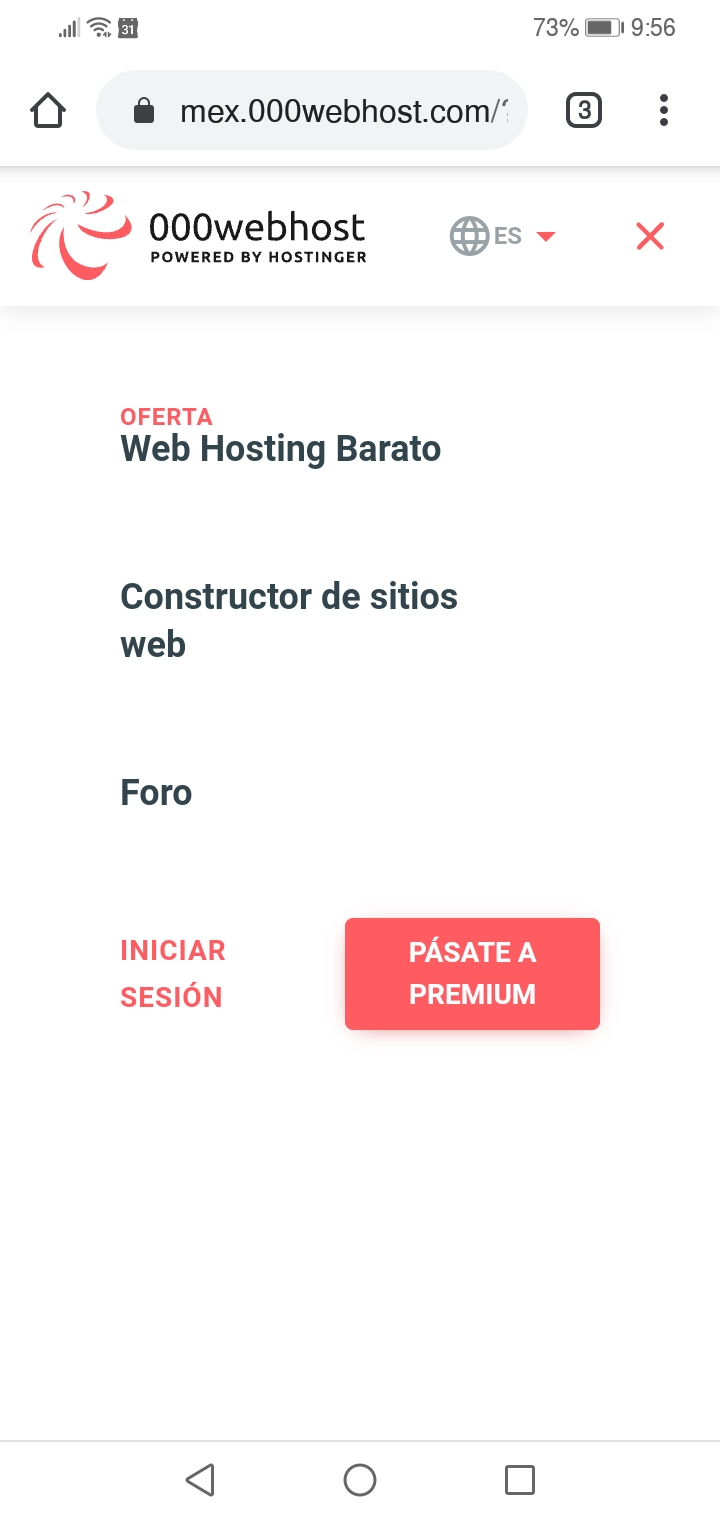 31 73% 9:56
mex.000webhost.com/ 3
000webhost
POWERED BY HOSTINGER
ES
OFERTA
Web Hosting Barato
Constructor de sitios
web
Foro
INICIAR
SESIÓN
PÁSATE A
PREMIUM